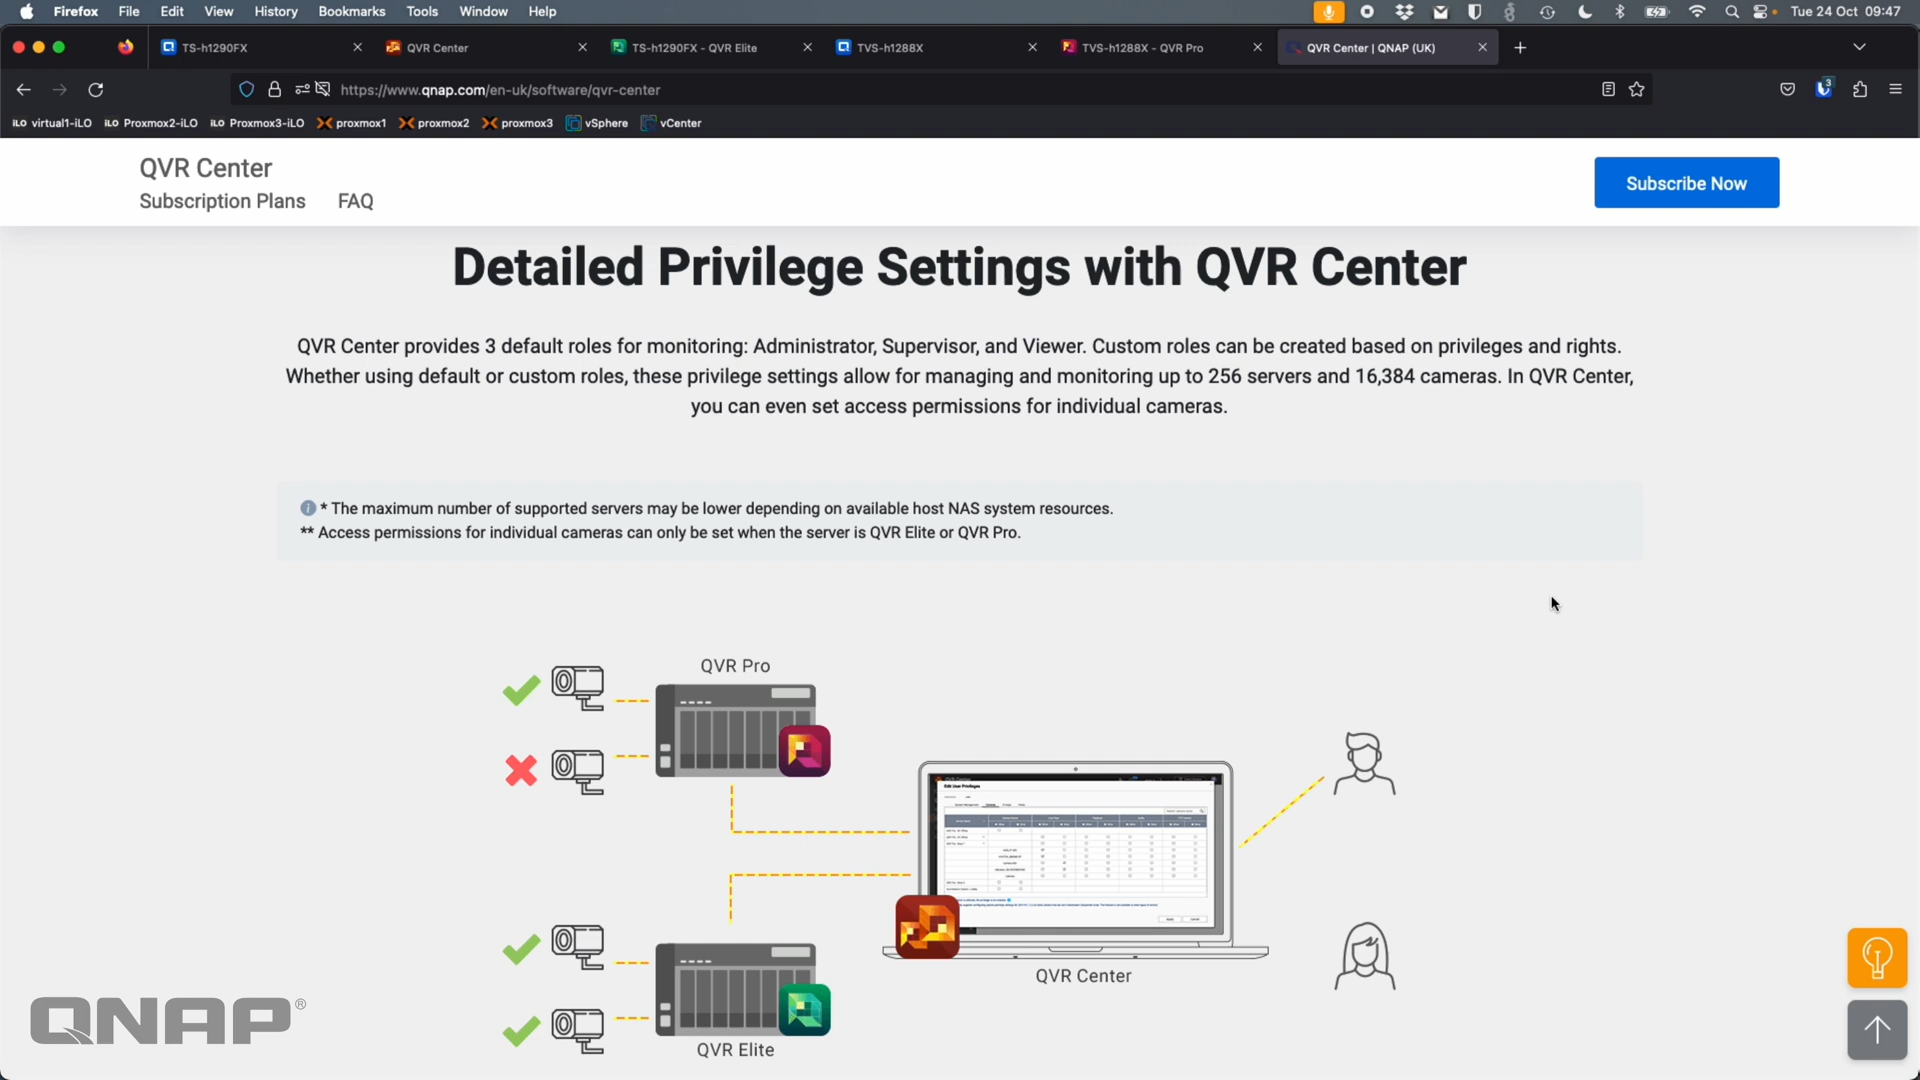 Firefox File Edit View History Bookmarks Tools Window Help
Tue 24 Oct 09:47
TS-h1290FX
QVR Center
TS-h1290FX - QVR Elite
TVS-h1288X
TVS-h1288X - QVR Pro
QVR Center | QNAP (UK)
https://www.qnap.com/en-uk/software/qvr-center
3
iLO virtual1-iLO iLO Proxmox2-iLO iLO Proxmox3-iLO proxmox1 proxmox2 proxmox3 vSphere vCenter
QVR Center
Subscription Plans FAQ
Subscribe Now
Detailed Privilege Settings with QVR Center
QVR Center provides 3 default roles for monitoring: Administrator, Supervisor, and Viewer. Custom roles can be created based on privileges and rights.
Whether using default or custom roles, these privilege settings allow for managing and monitoring up to 256 servers and 16,384 cameras. In QVR Center,
you can even set access permissions for individual cameras.
* The maximum number of supported servers may be lower depending on available host NAS system resources.
** Access permissions for individual cameras can only be set when the server is QVR Elite or QVR Pro.
QVR Pro
Edit User Privileges
QVR Center
QNAP®
QVR Elite